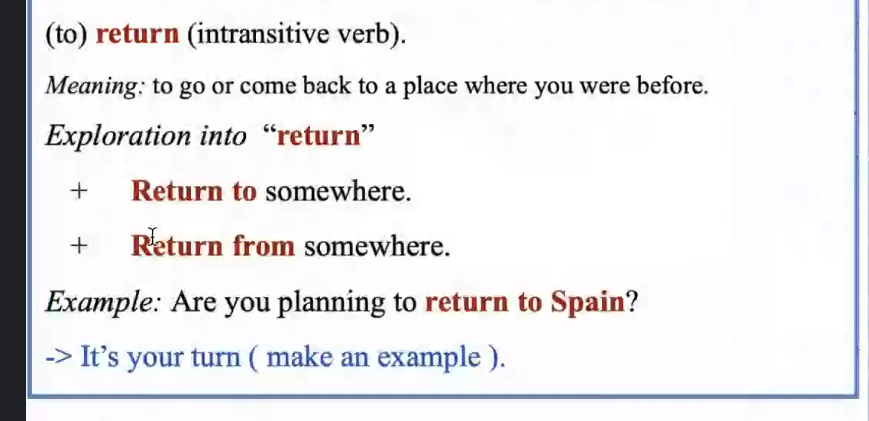 (to) return (intransitive verb).
Meaning: to go or come back to a place where you were before.
Exploration into “return”
+ Return to somewhere.
+ Return from somewhere.
Example: Are you planning to return to Spain?
-> It’s your turn ( make an example ).